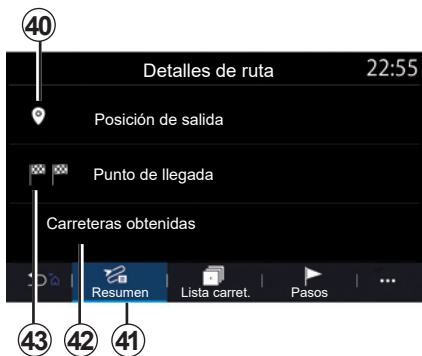 40
Detalles de ruta 22:55
Posición de salida
Punto de llegada
Carreteras obtenidas
Resumen Lista carret. Pasos ...
43 42 41